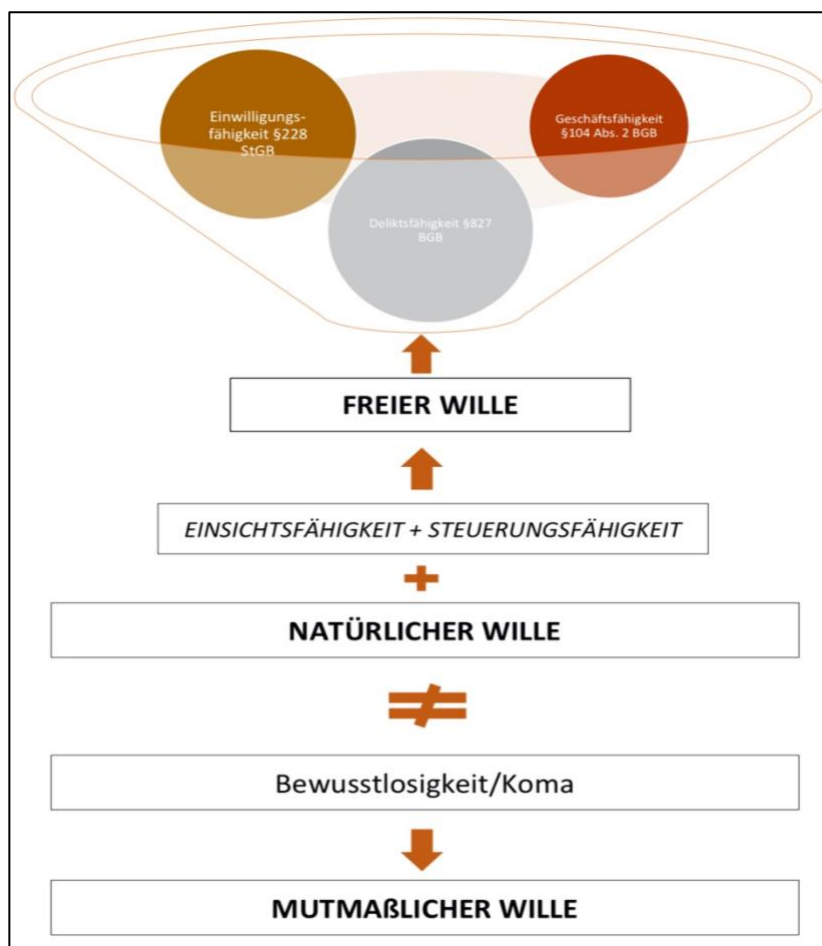 Einwilligungs-
fähigkeit §228
StGB
Geschäftsfähigkeit
§104 Abs. 2 BGB
Deliktsfähigkeit §827
BGB
FREIER WILLE
EINSICHTSFÄHIGKEIT + STEUERUNGSFÄHIGKEIT
+
NATÜRLICHER WILLE
≠
Bewusstlosigkeit/Koma
MUTMAßLICHER WILLE